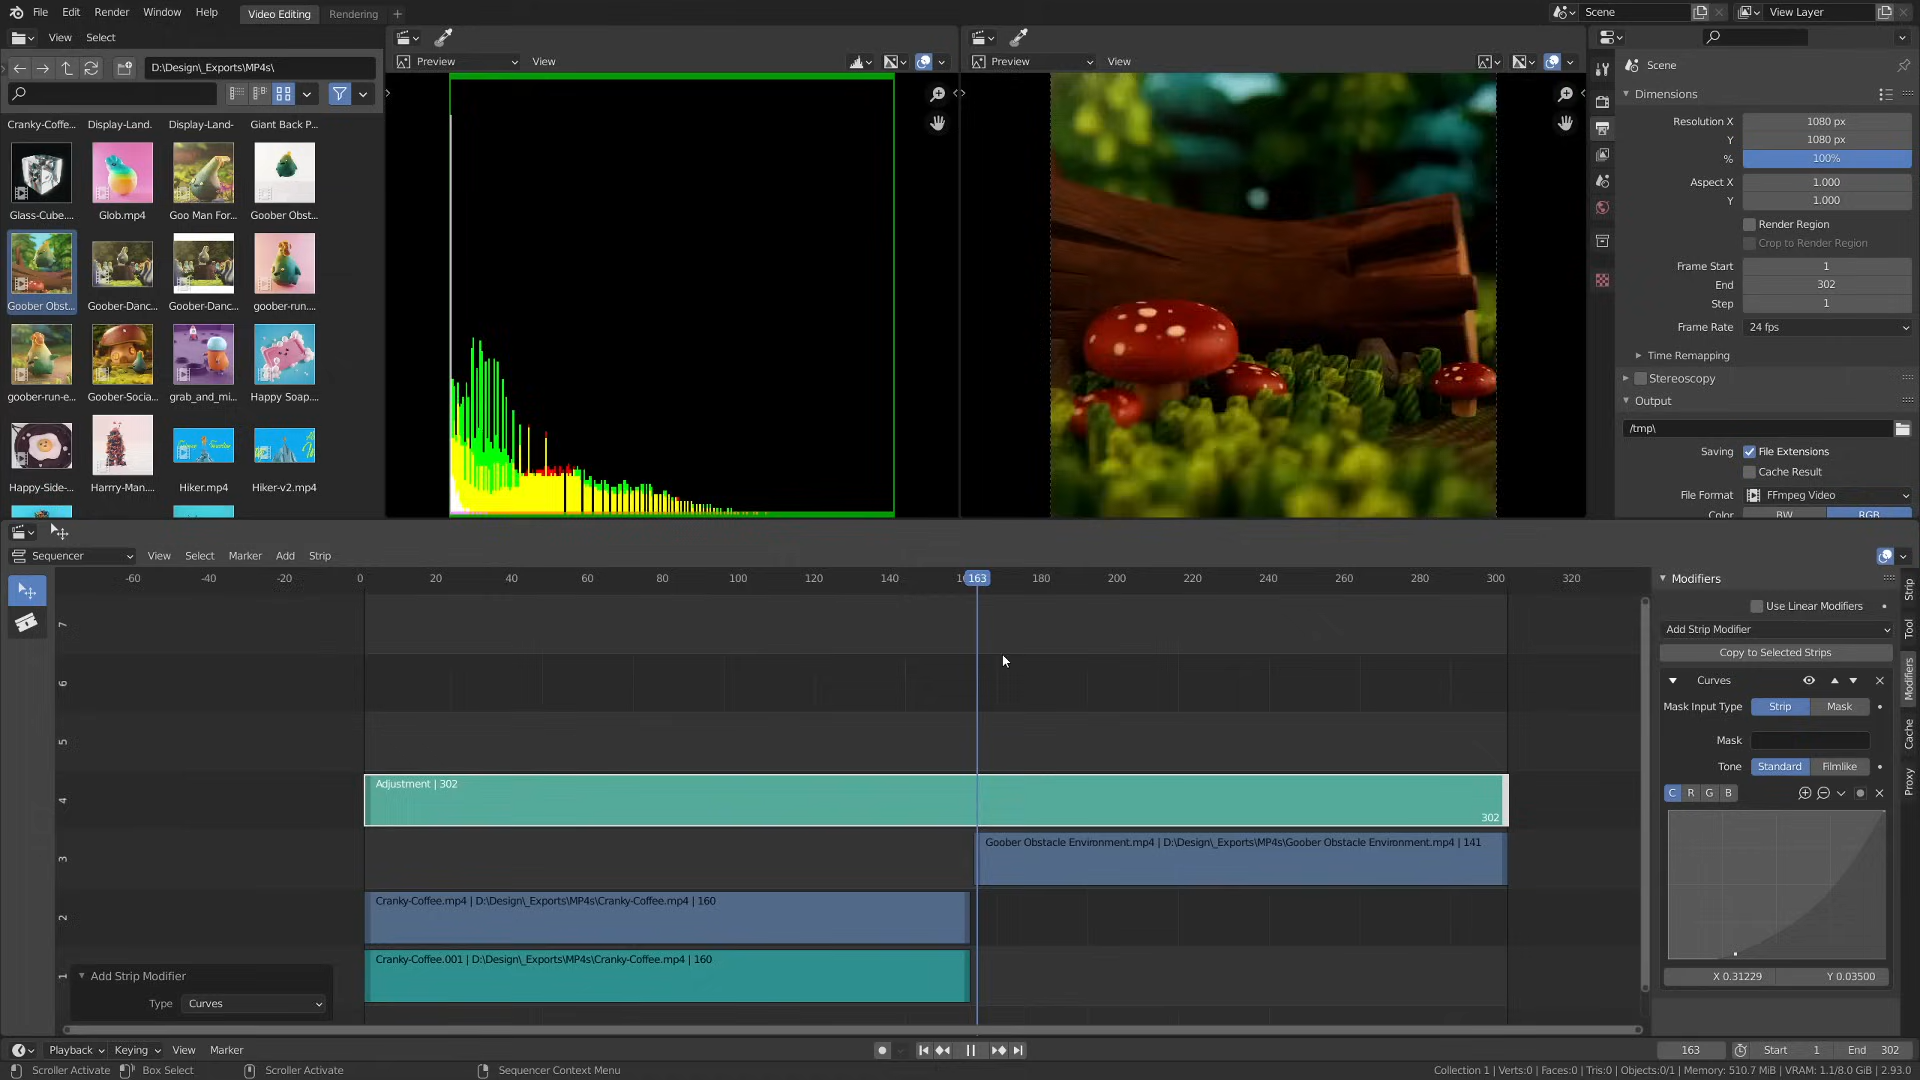 File Edit Render Window Help
Video Editing Rendering +
Scene
View Layer
View Select
D:\Design\_Exports\MP4s\
Cranky-Coffe... Display-Land. Display-Land- Giant Back P...
Glass-Cube.... Glob.mp4 Goo Man For... Goober Obst...
Goober Obst... Goober-Danc... Goober-Danc... goober-run....
goober-run-e... Goober-Socia... grab_and_mi... Happy Soap....
Happy-Side-... Harrry-Man.... Hiker.mp4 Hiker-v2.mp4
Preview View
Preview View
Scene
Dimensions
Resolution X 1080 px
Y 1080 px
% 100%
Aspect X 1.000
Y 1.000
Render Region
Crop to Render Region
Frame Start 1
End 302
Step 1
Frame Rate 24 fps
Time Remapping
Stereoscopy
Output
/tmp\
Saving File Extensions
Cache Result
File Format FFmpeg Video
Color BW RGB
Sequencer View Select Marker Add Strip
-60 -40 -20 0 20 40 60 80 100 120 140 163 180 200 220 240 260 280 300 320
7
6
5
4
3
2
1
Adjustment | 302
302
Goober Obstacle Environment.mp4 | D:\Design\_Exports\MP4s\Goober Obstacle Environment.mp4 | 141
Cranky-Coffee.mp4 | D:\Design\_Exports\MP4s\Cranky-Coffee.mp4 | 160
Cranky-Coffee.001 | D:\Design\_Exports\MP4s\Cranky-Coffee.mp4 | 160
Add Strip Modifier
Type Curves
Modifiers
Use Linear Modifiers
Add Strip Modifier
Copy to Selected Strips
Curves
Mask Input Type Strip Mask
Mask
Tone Standard Filmlike
C R G B
X 0.31229 Y 0.03500
Strip
Tool
Modifiers
Cache
Proxy
Playback Keying View Marker
163 Start 1 End 302
Scroller Activate Box Select Scroller Activate Sequencer Context Menu
Collection 1 | Verts:0 | Faces:0 | Tris:0 | Objects:0/1 | Memory: 510.7 MiB | VRAM: 1.1/8.0 GiB | 2.93.0